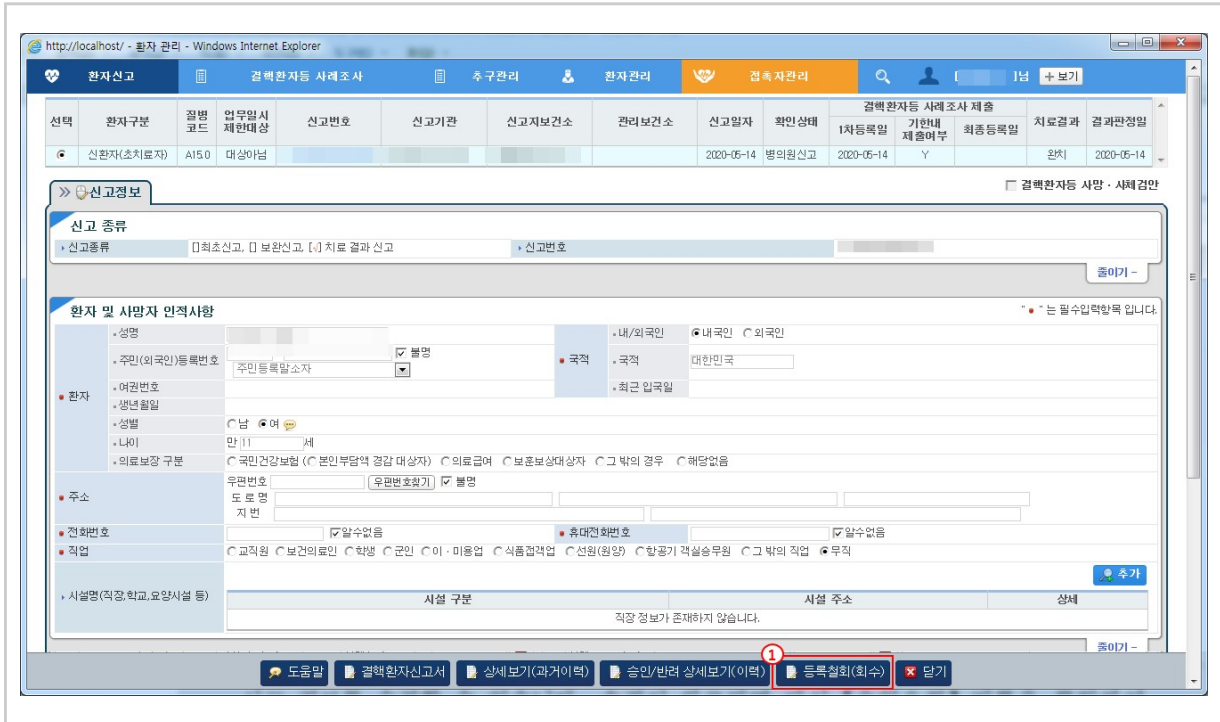 http://localhost/ - 환자 관리 - Windows Internet Explorer
환자신고 결핵환자등 사례조사 추구관리 환자관리 접촉자관리 [ ]님 + 보기
선택 환자구분 질병코드 업무일시제한대상 신고번호 신고기관 신고지보건소 관리보건소 신고일자 확인상태 결핵환자등 사례조사 제출 치료결과 결과판정일
1차등록일 기한내제출여부 최종등록일
신환자(초치료자) A15.0 대상아님 2020-05-14 병의원신고 2020-05-14 Y 완치 2020-05-14
신고정보 결핵환자등 사망 · 사체검안
신고 종류
신고종류 []최초신고, [] 보완신고, [√] 치료 결과 신고 신고번호
줄이기 -
환자 및 사망자 인적사항 "●"는 필수입력항목 입니다.
성명 내/외국인 내국인 외국인
주민(외국인)등록번호 불명 국적 국적 대한민국
주민등록말소자
환자 여권번호 최근 입국일
생년월일
성별 남 여
나이 만 11 세
의료보장 구분 국민건강보험 (본인부담액 경감 대상자) 의료급여 보훈보상대상자 그 밖의 경우 해당없음
주소 우편번호 우편번호찾기 불명
도 로 명
지 번
전화번호 알수없음 휴대전화번호 알수없음
직업 교직원 보건의료인 학생 군인 이 · 미용업 식품접객업 선원(원양) 항공기 객실승무원 그 밖의 직업 무직
추가
시설명(직장,학교,요양시설 등) 시설 구분 시설 주소 상세
직장 정보가 존재하지 않습니다.
줄이기 -
1
도움말 결핵환자신고서 상세보기(과거이력) 승인/반려 상세보기(이력) 등록철회(회수) 닫기